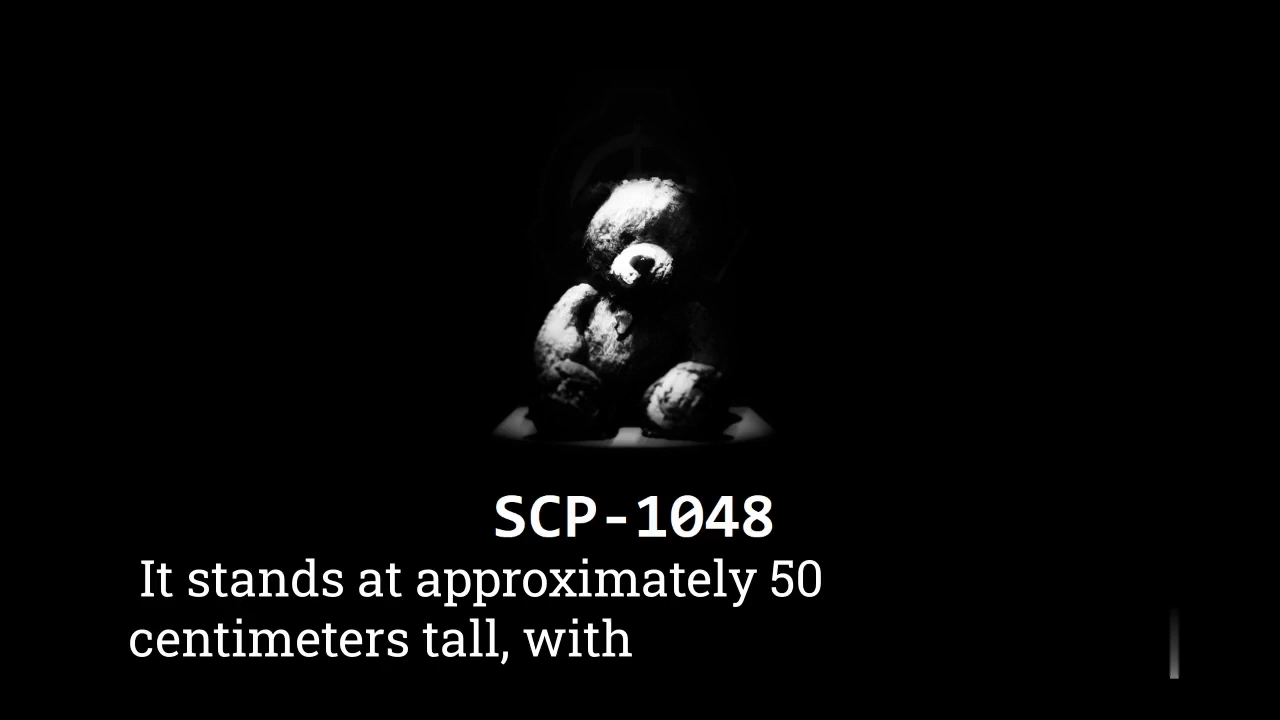 SCP-1048
It stands at approximately 50
centimeters tall, with